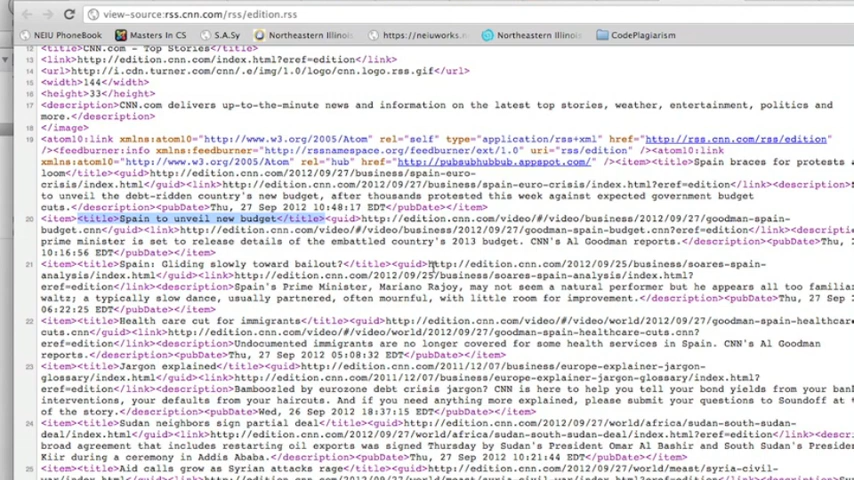 view-source:rss.cnn.com/rss/edition.rss
NEIU PhoneBook Masters In CS S.A.Sy Northeastern Illinoi https://neiuworks.n Northeastern Illinoi CodePlagiarism
12 <title>CNN.com - Top Stories</title>
13 <link>http://edition.cnn.com/index.html?eref=edition</link>
14 <url>http://i.cdn.turner.com/cnn/.e/img/1.0/logo/cnn.logo.rss.gif</url>
15 <width>144</width>
16 <height>33</height>
17 <description>CNN.com delivers up-to-the-minute news and information on the latest top stories, weather, entertainment, politics and
more.</description>
18 </image>
19 <atom10:link xmlns:atom10="http://www.w3.org/2005/Atom" rel="self" type="application/rss+xml" href="http://rss.cnn.com/rss/edition"
/><feedburner:info xmlns:feedburner="http://rssnamespace.org/feedburner/ext/1.0" uri="rss/edition" /><atom10:link
xmlns:atom10="http://www.w3.org/2005/Atom" rel="hub" href="http://pubsubhubbub.appspot.com/" /><item><title>Spain braces for protests a
loom</title><guid>http://edition.cnn.com/2012/09/27/business/spain-euro-
crisis/index.html</guid><link>http://edition.cnn.com/2012/09/27/business/spain-euro-crisis/index.html?eref=edition</link><description>
to unveil the debt-ridden country's new budget, after thousands protested this week against expected government budget
cuts.</description><pubDate>Thu, 27 Sep 2012 10:48:17 EDT</pubDate></item>
20 <item><title>Spain to unveil new budget</title><guid>http://edition.cnn.com/video/#/video/business/2012/09/27/goodman-spain-
budget.cnn</guid><link>http://edition.cnn.com/video/#/video/business/2012/09/27/goodman-spain-budget.cnn?eref=edition</link><descri
prime minister is set to release details of the embattled country's 2013 budget. CNN's Al Goodman reports.</description><pubDate>Thu,
10:16:56 EDT</pubDate></item>
21 <item><title>Spain: Gliding slowly toward bailout?</title><guid>http://edition.cnn.com/2012/09/25/business/soares-spain-
analysis/index.html</guid><link>http://edition.cnn.com/2012/09/25/business/soares-spain-analysis/index.html?
eref=edition</link><description>Spain's Prime Minister, Mariano Rajoy, may not seem a natural performer but he appears all too familia
waltz; a typically slow dance, usually partnered, often mournful, with little room for improvement.</description><pubDate>Thu, 27 Sep
06:22:25 EDT</pubDate></item>
22 <item><title>Health care cut for immigrants</title><guid>http://edition.cnn.com/video/#/video/world/2012/09/27/goodman-spain-healthcare
cuts.cnn</guid><link>http://edition.cnn.com/video/#/video/world/2012/09/27/goodman-spain-healthcare-cuts.cnn?
eref=edition</link><description>Undocumented immigrants are no longer covered for some health services in Spain. CNN's Al Goodman
reports.</description><pubDate>Thu, 27 Sep 2012 05:08:32 EDT</pubDate></item>
23 <item><title>Jargon explained</title><guid>http://edition.cnn.com/2011/12/07/business/europe-explainer-jargon-
glossary/index.html</guid><link>http://edition.cnn.com/2011/12/07/business/europe-explainer-jargon-glossary/index.html?
eref=edition</link><description>Bamboozled by eurozone debt crisis jargon? CNN is here to help you tell your bond yields from your ban
interventions, your defaults from your haircuts. And if you need anything more explained, please submit your questions to Soundoff at
of the story.</description><pubDate>Wed, 26 Sep 2012 18:37:15 EDT</pubDate></item>
24 <item><title>Sudan neighbors sign partial deal</title><guid>http://edition.cnn.com/2012/09/27/world/africa/sudan-south-sudan-
deal/index.html</guid><link>http://edition.cnn.com/2012/09/27/world/africa/sudan-south-sudan-deal/index.html?eref=edition</link><descr
broad agreement that includes restarting oil exports was signed Thursday by Sudan's President Omar Al Bashir and South Sudan's Preside
Kiir during a ceremony in Addis Ababa.</description><pubDate>Thu, 27 Sep 2012 10:21:44 EDT</pubDate></item>
25 <item><title>Aid calls grow as Syrian attacks rage</title><guid>http://edition.cnn.com/2012/09/27/world/meast/syria-civil-